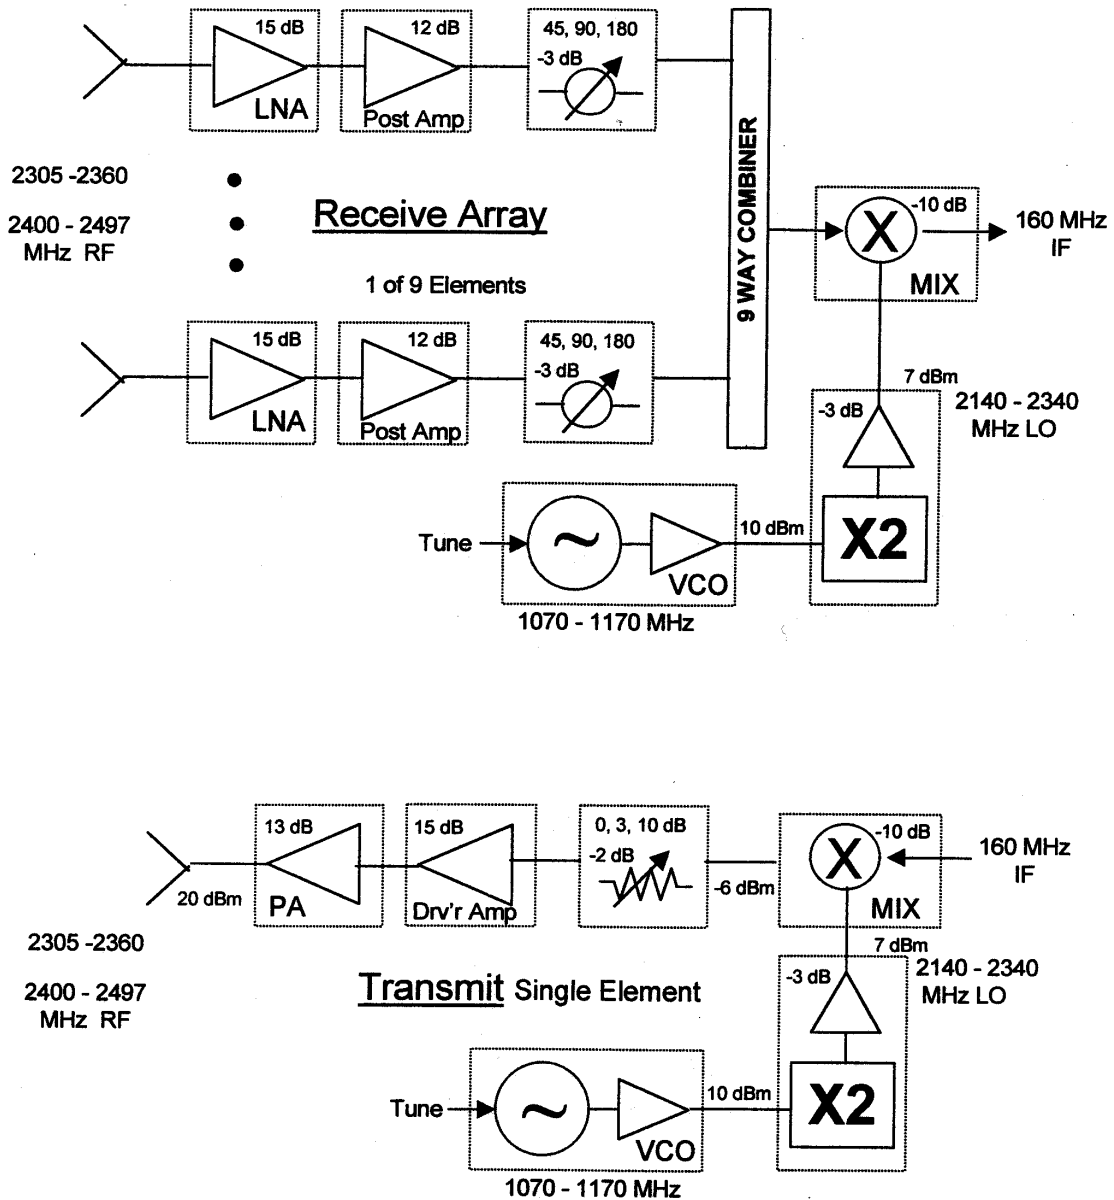 15 dB
LNA
12 dB
Post Amp
45, 90, 180
-3 dB
2305 -2360
2400 - 2497
MHz RF
Receive Array
1 of 9 Elements
9 WAY COMBINER
-10 dB
X
MIX
160 MHz
IF
15 dB
LNA
12 dB
Post Amp
45, 90, 180
-3 dB
7 dBm
-3 dB
2140 - 2340
MHz LO
X2
Tune
~
VCO
10 dBm
1070 - 1170 MHz
13 dB
PA
20 dBm
15 dB
Drv'r Amp
0, 3, 10 dB
-2 dB
-6 dBm
-10 dB
X
MIX
160 MHz
IF
2305 -2360
2400 - 2497
MHz RF
Transmit Single Element
7 dBm
-3 dB
2140 - 2340
MHz LO
X2
Tune
~
VCO
10 dBm
1070 - 1170 MHz